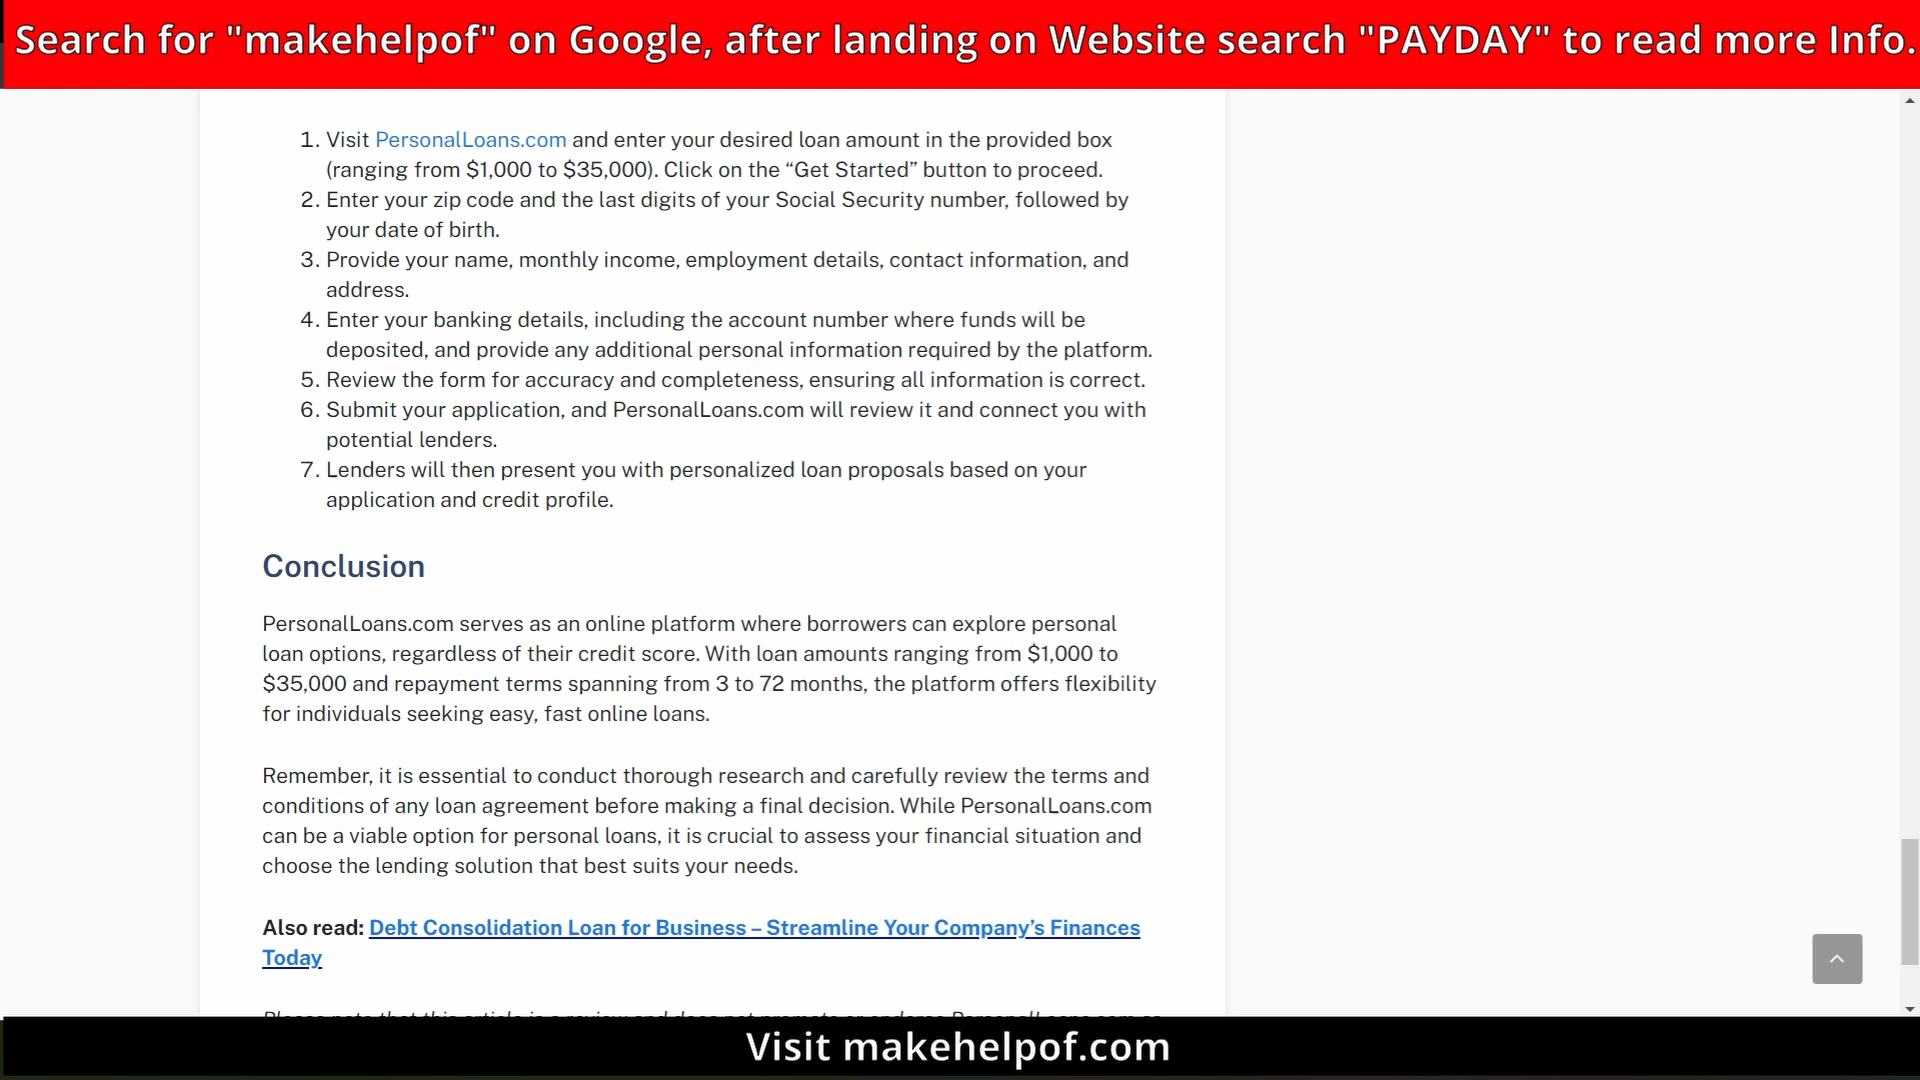 Search for "makehelpof" on Google, after landing on Website search "PAYDAY" to read more Info.
1. Visit PersonalLoans.com and enter your desired loan amount in the provided box
(ranging from $1,000 to $35,000). Click on the “Get Started” button to proceed.
2. Enter your zip code and the last digits of your Social Security number, followed by
your date of birth.
3. Provide your name, monthly income, employment details, contact information, and
address.
4. Enter your banking details, including the account number where funds will be
deposited, and provide any additional personal information required by the platform.
5. Review the form for accuracy and completeness, ensuring all information is correct.
6. Submit your application, and PersonalLoans.com will review it and connect you with
potential lenders.
7. Lenders will then present you with personalized loan proposals based on your
application and credit profile.
Conclusion
PersonalLoans.com serves as an online platform where borrowers can explore personal
loan options, regardless of their credit score. With loan amounts ranging from $1,000 to
$35,000 and repayment terms spanning from 3 to 72 months, the platform offers flexibility
for individuals seeking easy, fast online loans.
Remember, it is essential to conduct thorough research and carefully review the terms and
conditions of any loan agreement before making a final decision. While PersonalLoans.com
can be a viable option for personal loans, it is crucial to assess your financial situation and
choose the lending solution that best suits your needs.
Also read: Debt Consolidation Loan for Business – Streamline Your Company’s Finances
Today
Visit makehelpof.com